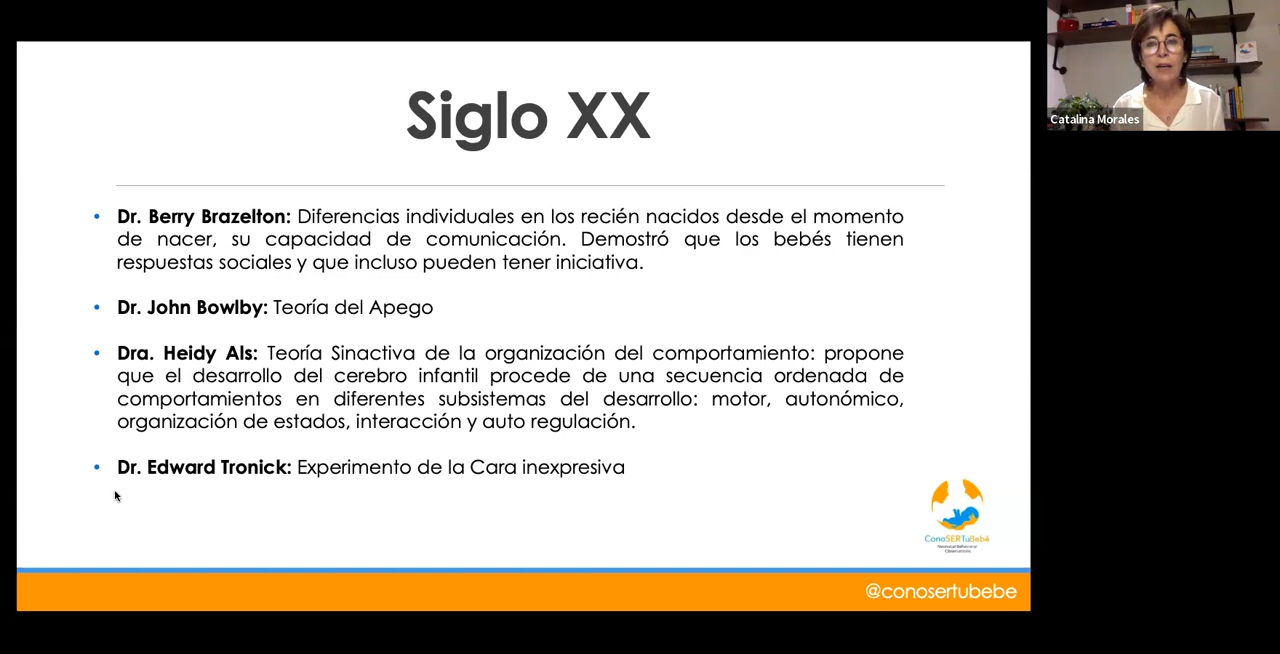 Siglo XX
• Dr. Berry Brazelton: Diferencias individuales en los recién nacidos desde el momento
de nacer, su capacidad de comunicación. Demostró que los bebés tienen
respuestas sociales y que incluso pueden tener iniciativa.
• Dr. John Bowlby: Teoría del Apego
• Dra. Heidy Als: Teoría Sinactiva de la organización del comportamiento: propone
que el desarrollo del cerebro infantil procede de una secuencia ordenada de
comportamientos en diferentes subsistemas del desarrollo: motor, autonómico,
organización de estados, interacción y auto regulación.
• Dr. Edward Tronick: Experimento de la Cara inexpresiva
ConoSERTuBebé
@conosertubebe
Catalina Morales